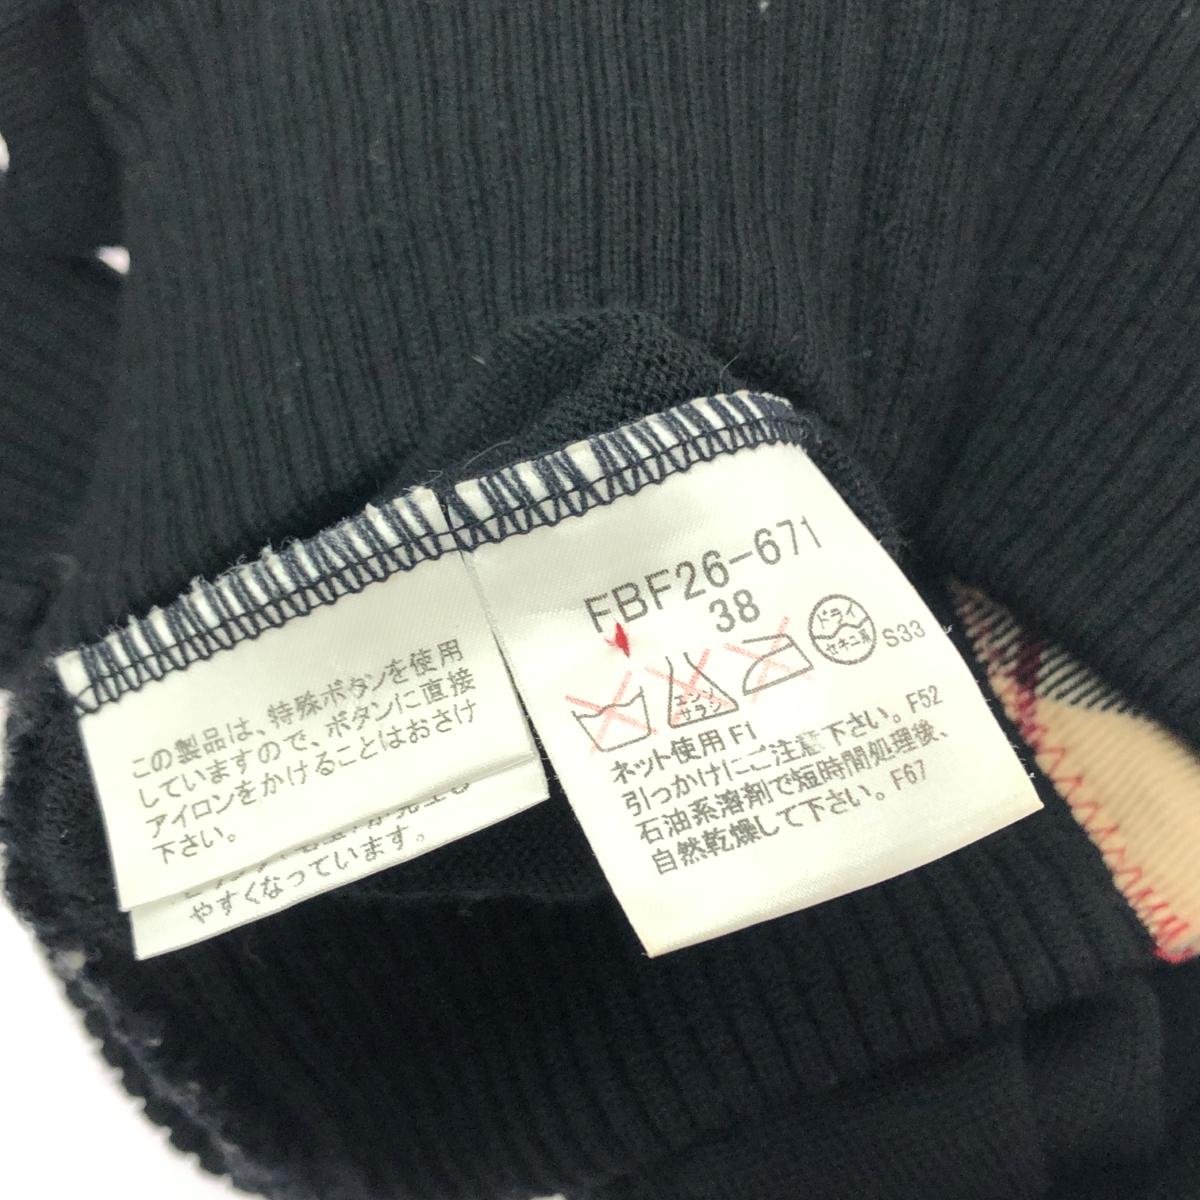 この製品は、特殊ボタンを使用
していますので、ボタンに直接
アイロンをかけることはおさけ
下さい。
やすくなっています。
FBF26-671
38
エンソ
サラシ
ドライ
セキユ系
S33
ネット使用 F1
引っかけにご注意下さい。F52
石油系溶剤で短時間処理後、
自然乾燥して下さい。F67